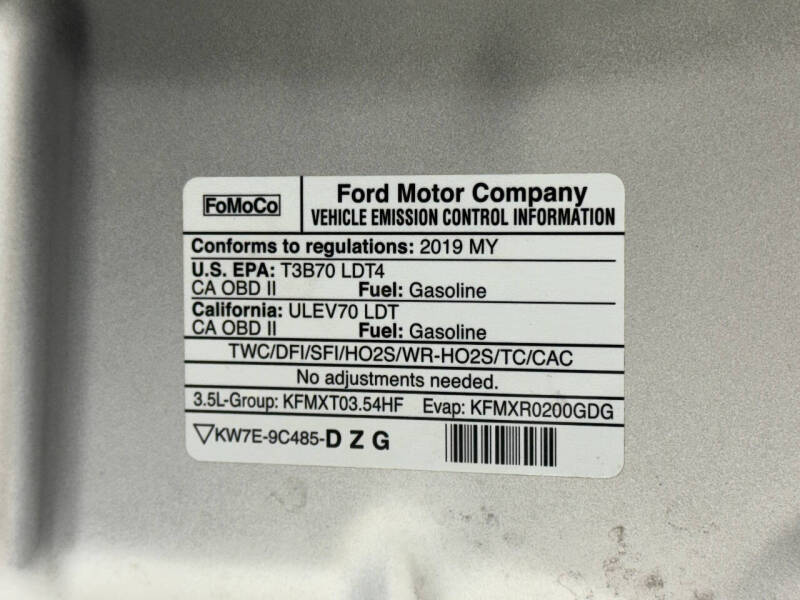 FoMoCo
Ford Motor Company
VEHICLE EMISSION CONTROL INFORMATION
Conforms to regulations: 2019 MY
U.S. EPA: T3B70 LDT4
CA OBD II Fuel: Gasoline
California: ULEV70 LDT
CA OBD II Fuel: Gasoline
TWC/DFI/SFI/HO2S/WR-HO2S/TC/CAC
No adjustments needed.
3.5L-Group: KFMXT03.54HF Evap: KFMXR0200GDG
KW7E-9C485-D Z G